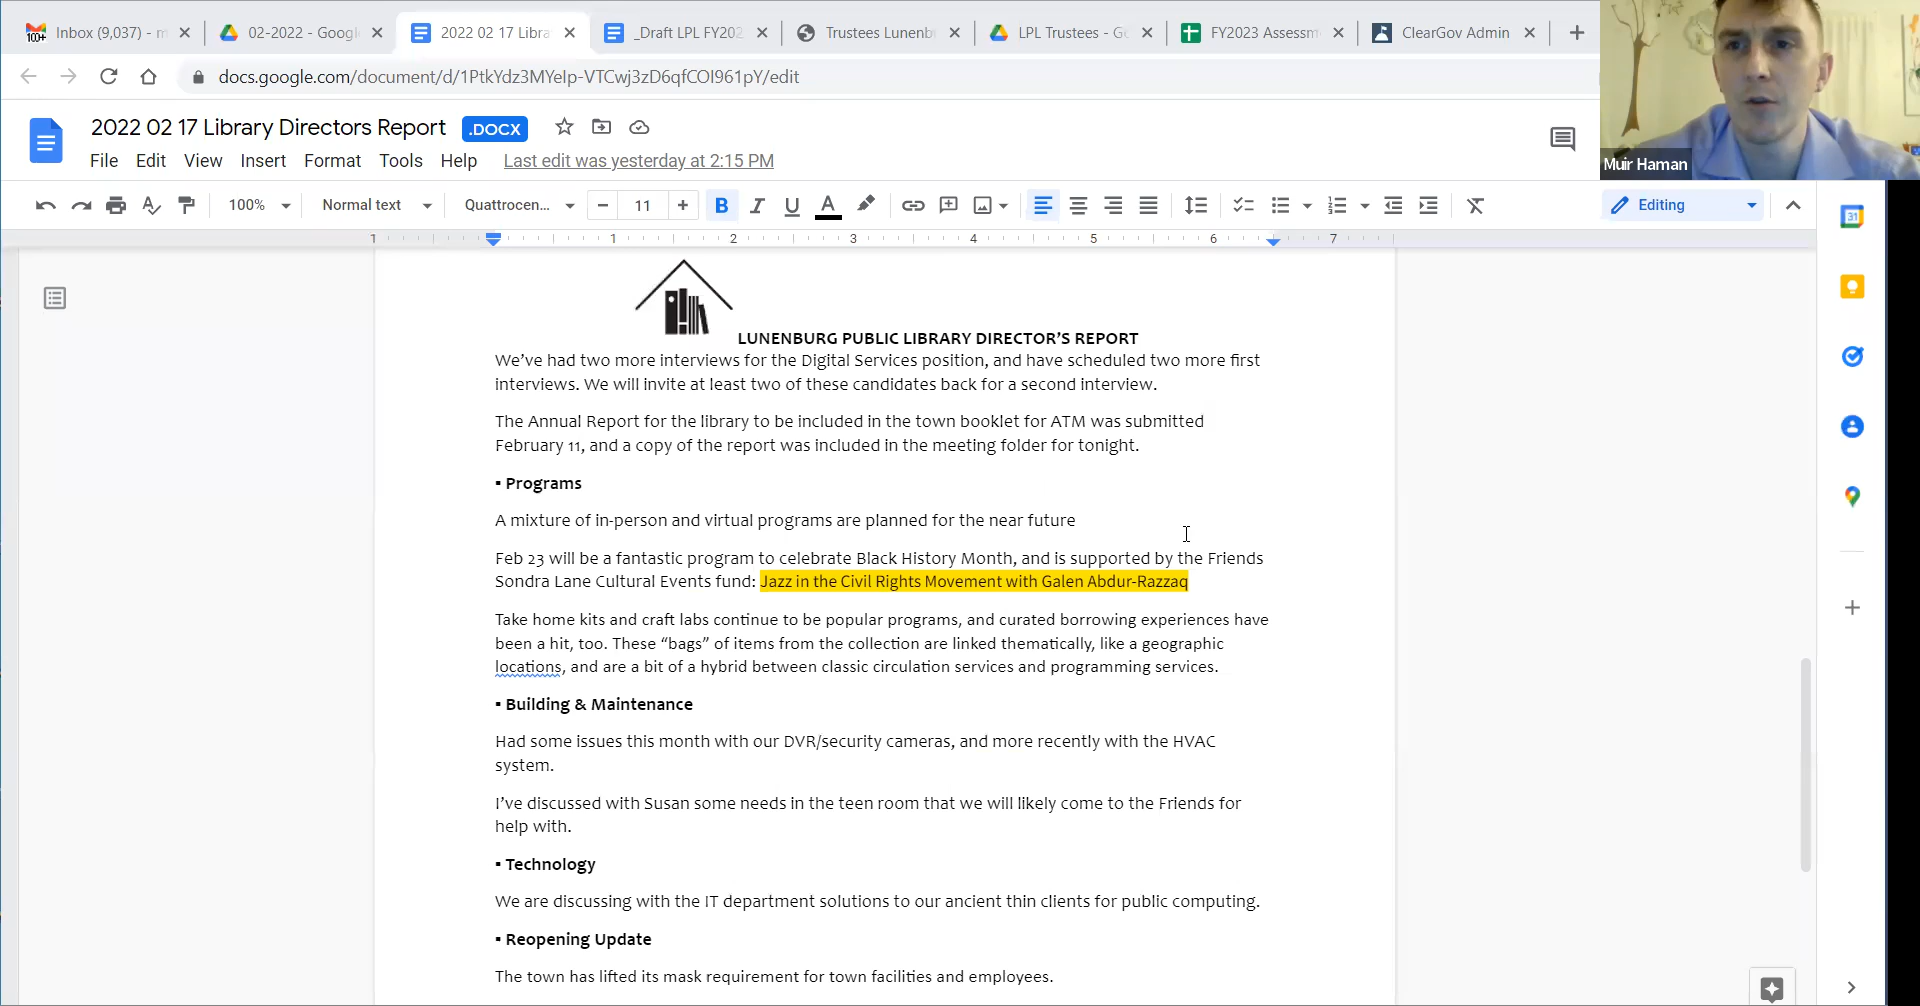 Inbox (9,037) - m
02-2022 - Googl
2022 02 17 Libra
_Draft LPL FY202
Trustees Lunenb
LPL Trustees - Go
FY2023 Assessm
ClearGov Admin
docs.google.com/document/d/1PtkYdz3MYeIp-VTCwj3zD6qfCOI961pY/edit
2022 02 17 Library Directors Report
.DOCX
File Edit View Insert Format Tools Help Last edit was yesterday at 2:15 PM
Muir Haman
100% Normal text Quattrocen... 11 B I U A Editing
1 1 2 3 4 5 6 7
31
LUNENBURG PUBLIC LIBRARY DIRECTOR'S REPORT
We've had two more interviews for the Digital Services position, and have scheduled two more first
interviews. We will invite at least two of these candidates back for a second interview.
The Annual Report for the library to be included in the town booklet for ATM was submitted
February 11, and a copy of the report was included in the meeting folder for tonight.
▪ Programs
A mixture of in-person and virtual programs are planned for the near future
Feb 23 will be a fantastic program to celebrate Black History Month, and is supported by the Friends
Sondra Lane Cultural Events fund: Jazz in the Civil Rights Movement with Galen Abdur-Razzaq
Take home kits and craft labs continue to be popular programs, and curated borrowing experiences have
been a hit, too. These “bags” of items from the collection are linked thematically, like a geographic
locations, and are a bit of a hybrid between classic circulation services and programming services.
▪ Building & Maintenance
Had some issues this month with our DVR/security cameras, and more recently with the HVAC
system.
I've discussed with Susan some needs in the teen room that we will likely come to the Friends for
help with.
▪ Technology
We are discussing with the IT department solutions to our ancient thin clients for public computing.
▪ Reopening Update
The town has lifted its mask requirement for town facilities and employees.